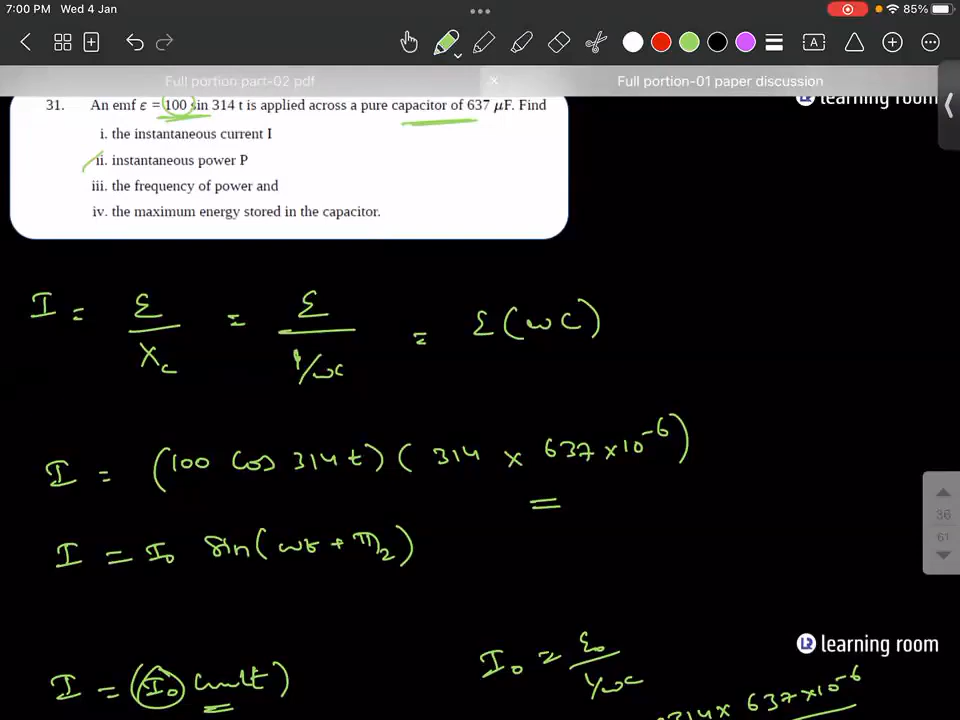 7:00 PM Wed 4 Jan
85%
Full portion part-02 pdf
Full portion-01 paper discussion
learning room
31. An emf ε = 100 sin 314 t is applied across a pure capacitor of 637 μF. Find
i. the instantaneous current I
ii. instantaneous power P
iii. the frequency of power and
iv. the maximum energy stored in the capacitor.
I = ε/Xc = ε/(1/ωc) = ε(ωc)
I = (100 cos 314t)(314 × 637×10⁻⁶)
I = I₀ sin(ωt + π/2)
36
61
learning room
I₀ = ε₀/(1/ωc)
I = (I₀ cosωt)
314× 637×10⁻⁶